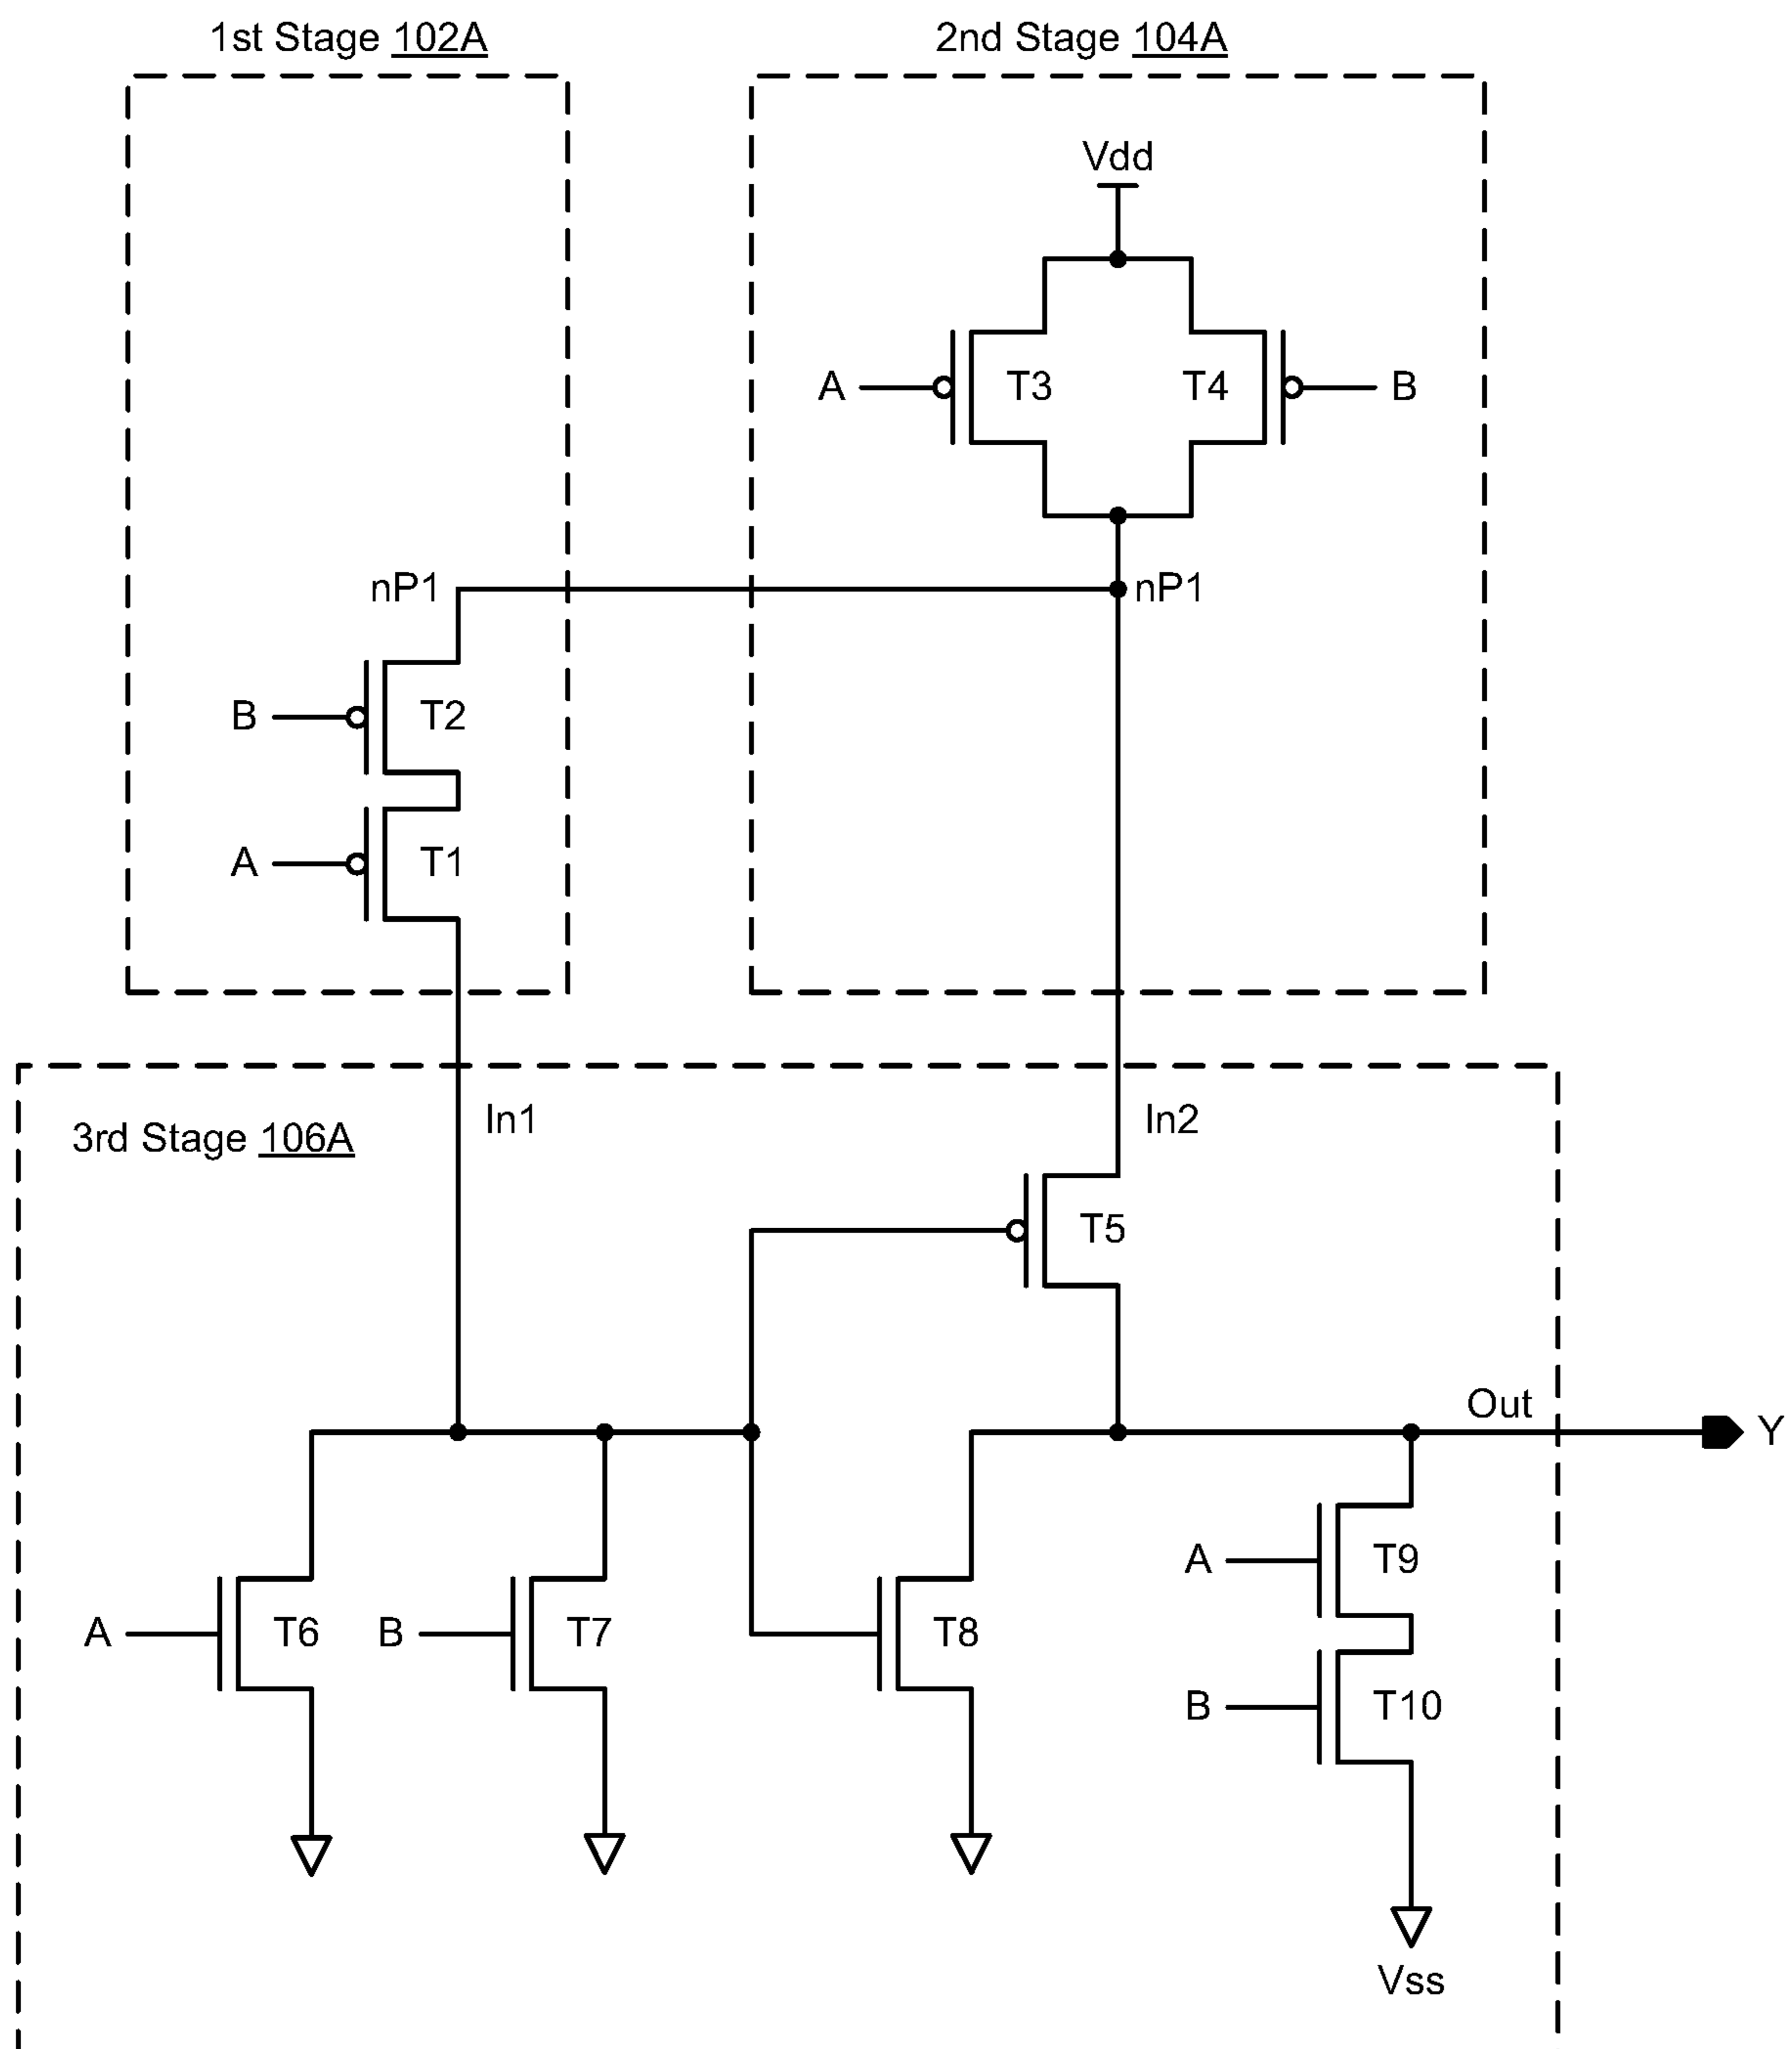 1st Stage 102A
2nd Stage 104A
Vdd
A
T3
T4
B
nP1
nP1
B
T2
A
T1
In1
In2
3rd Stage 106A
T5
Out
Y
A
T9
A
T6
B
T7
T8
B
T10
Vss